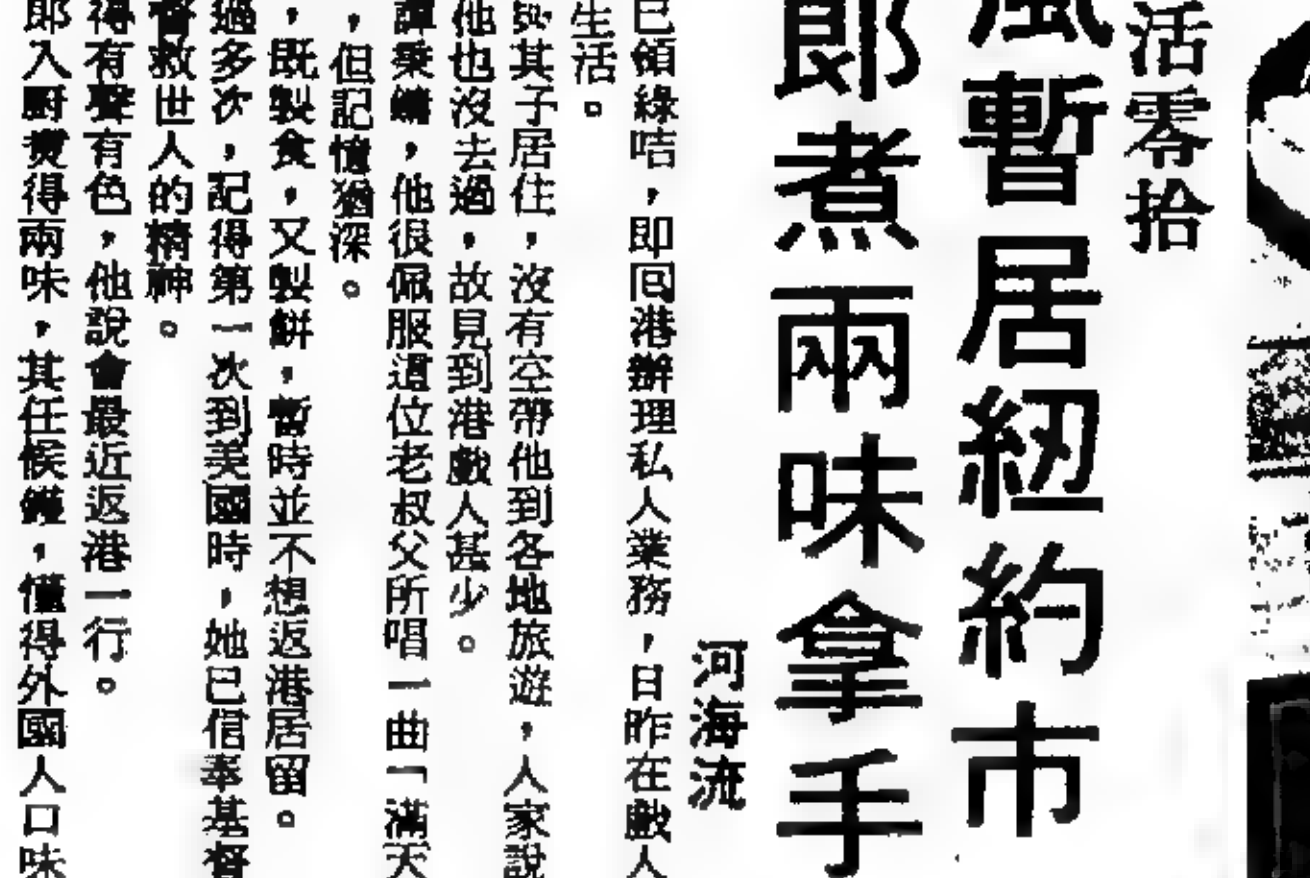 活零拾
風暫居紐約市
郎煮兩味拿手
河海流
已領綠咭，即囘港辦理私人業務，日昨在戲人
生活。
與其子居住，沒有空帶他到各地旅遊，人家說
他也沒去過，故見到港戲人甚少。
譚秉鏞，他很佩服這位老叔父所唱一曲「滿天
，但記憶猶深。
，既製食，又製餅，暫時並不想返港居留。
過多次，記得第一次到美國時，她已信奉基督
督救世人的精神。
得有聲有色，他說會最近返港一行。
郎入廚煑得兩味，其任候鑊，懂得外國人口味